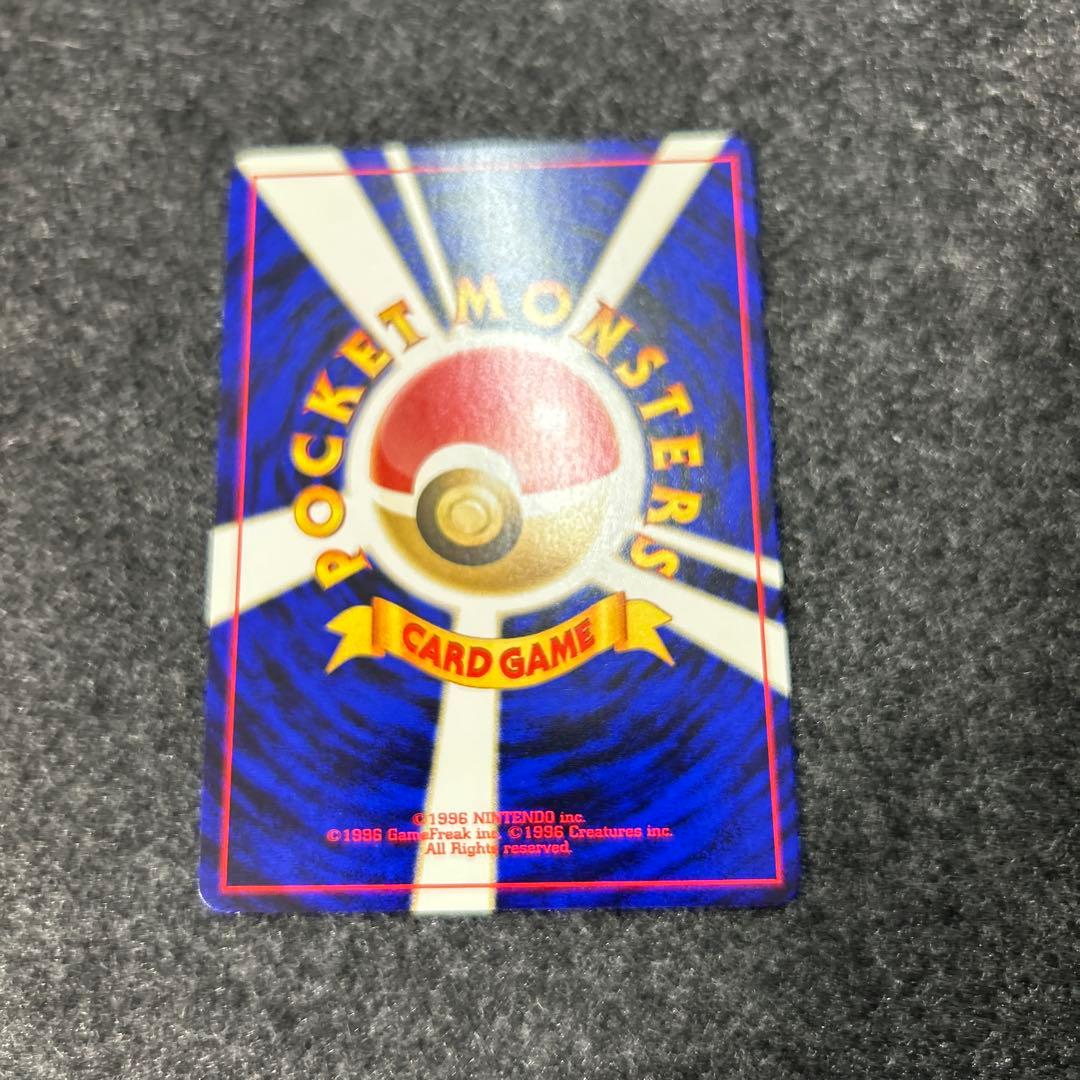 POCKET MONSTERS
CARD GAME
©1996 NINTENDO inc.
©1996 GameFreak inc. ©1996 Creatures inc.
All Rights reserved.